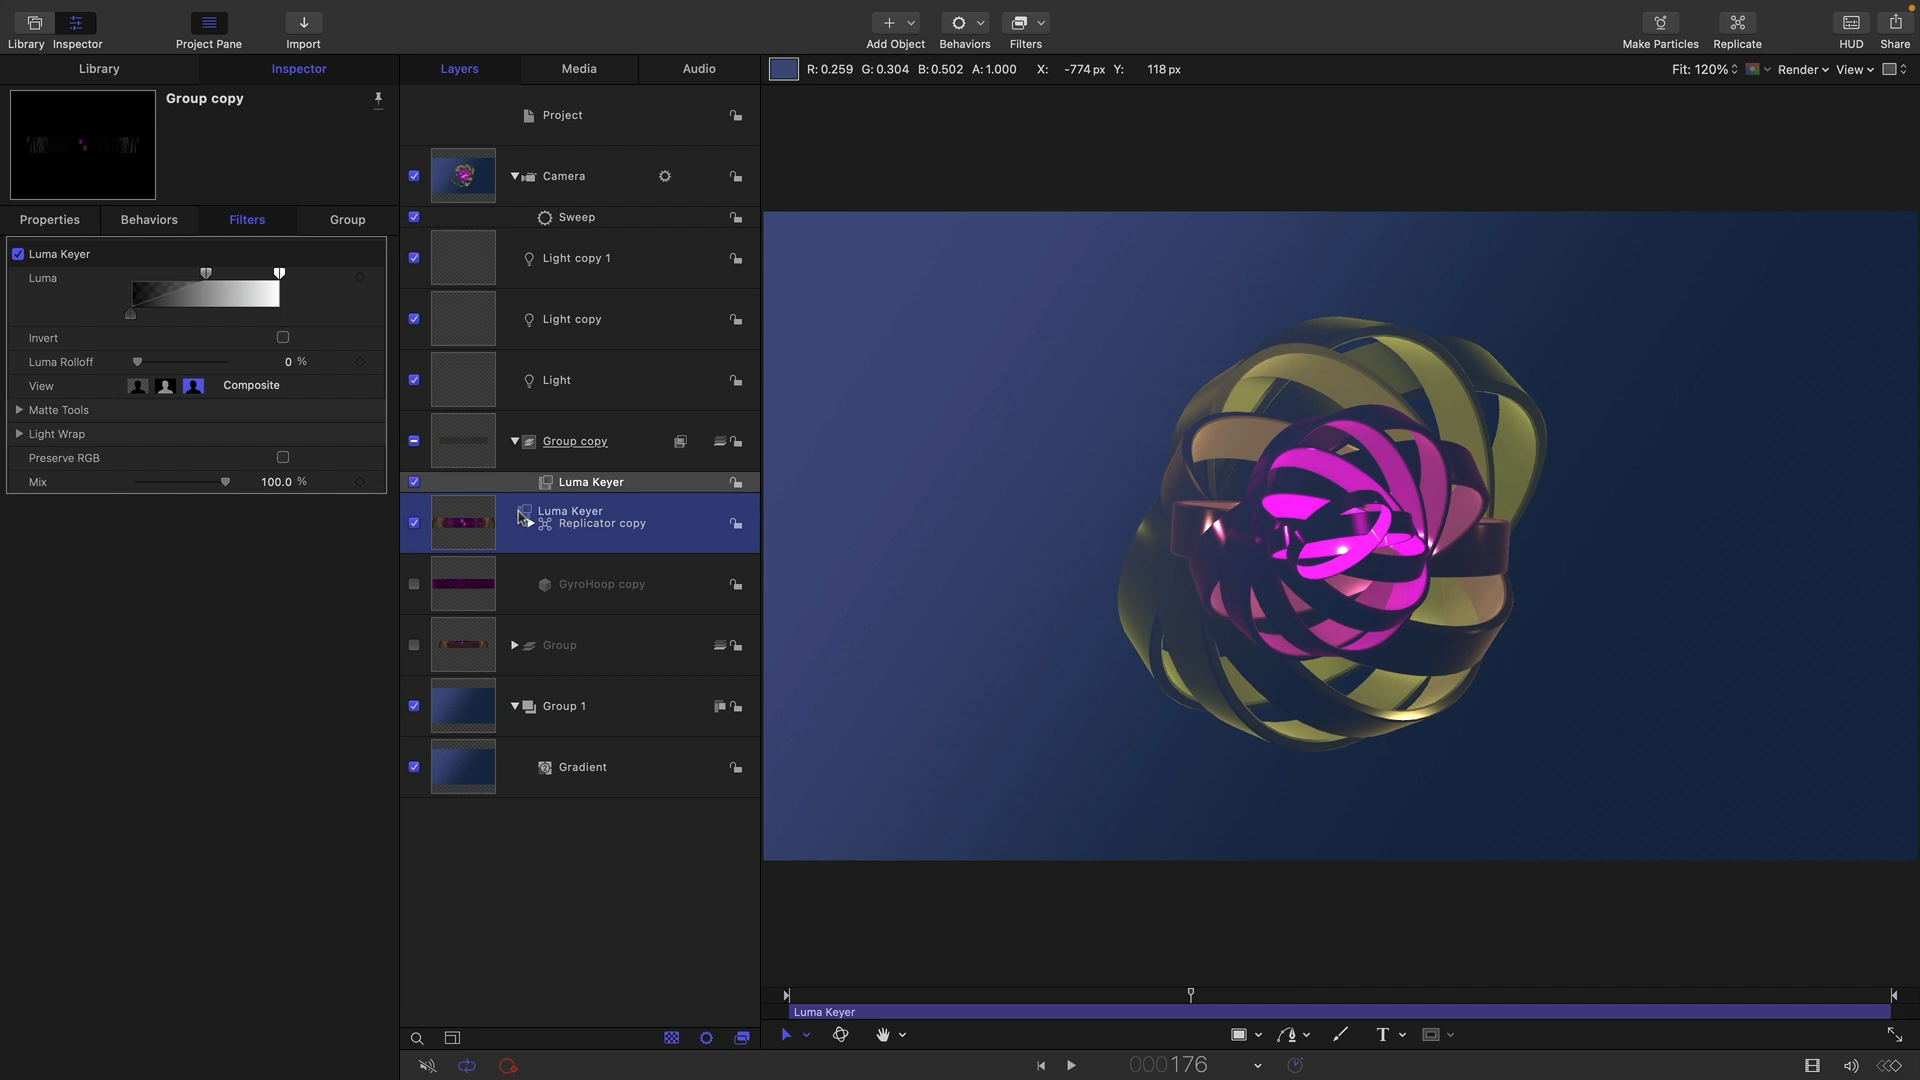 Library Inspector Project Pane Import Add Object Behaviors Filters Make Particles Replicate HUD Share
Library Inspector Layers Media Audio R:0.259 G:0.304 B:0.502 A:1.000 X: -774 px Y: 118 px Fit: 120% Render View
Group copy
Properties Behaviors Filters Group
Luma Keyer
Luma
Invert
Luma Rolloff 0 %
View Composite
Matte Tools
Light Wrap
Preserve RGB
Mix 100.0 %
Project
Camera
Sweep
Light copy 1
Light copy
Light
Group copy
Luma Keyer
Luma Keyer
Replicator copy
GyroHoop copy
Group
Group 1
Gradient
Luma Keyer
T
000176